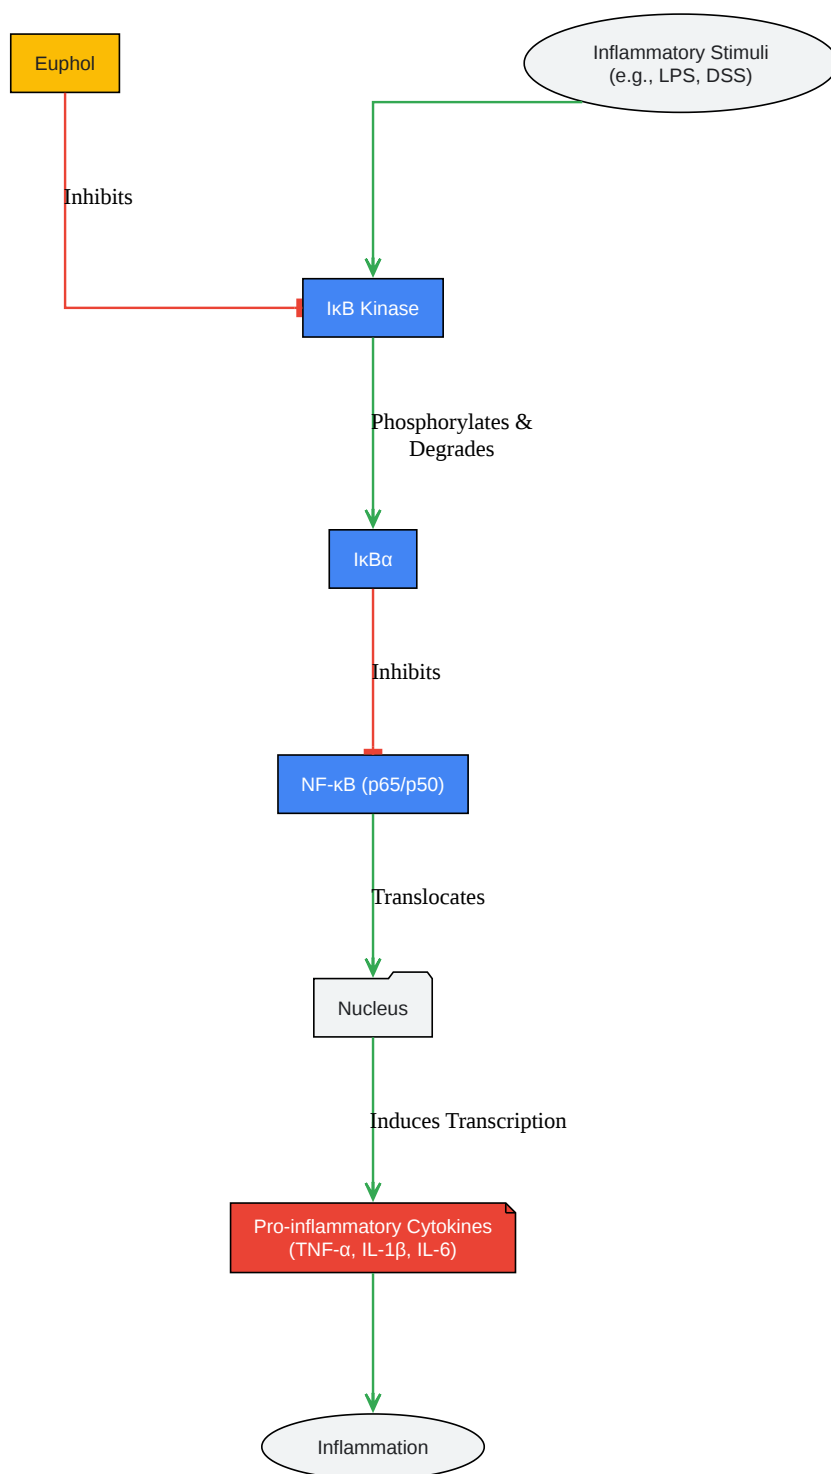 Euphol
Inflammatory Stimuli
(e.g., LPS, DSS)
Inhibits
IκB Kinase
Phosphorylates &
Degrades
IκBα
Inhibits
NF-κB (p65/p50)
Translocates
Nucleus
Induces Transcription
Pro-inflammatory Cytokines
(TNF-α, IL-1β, IL-6)
Inflammation